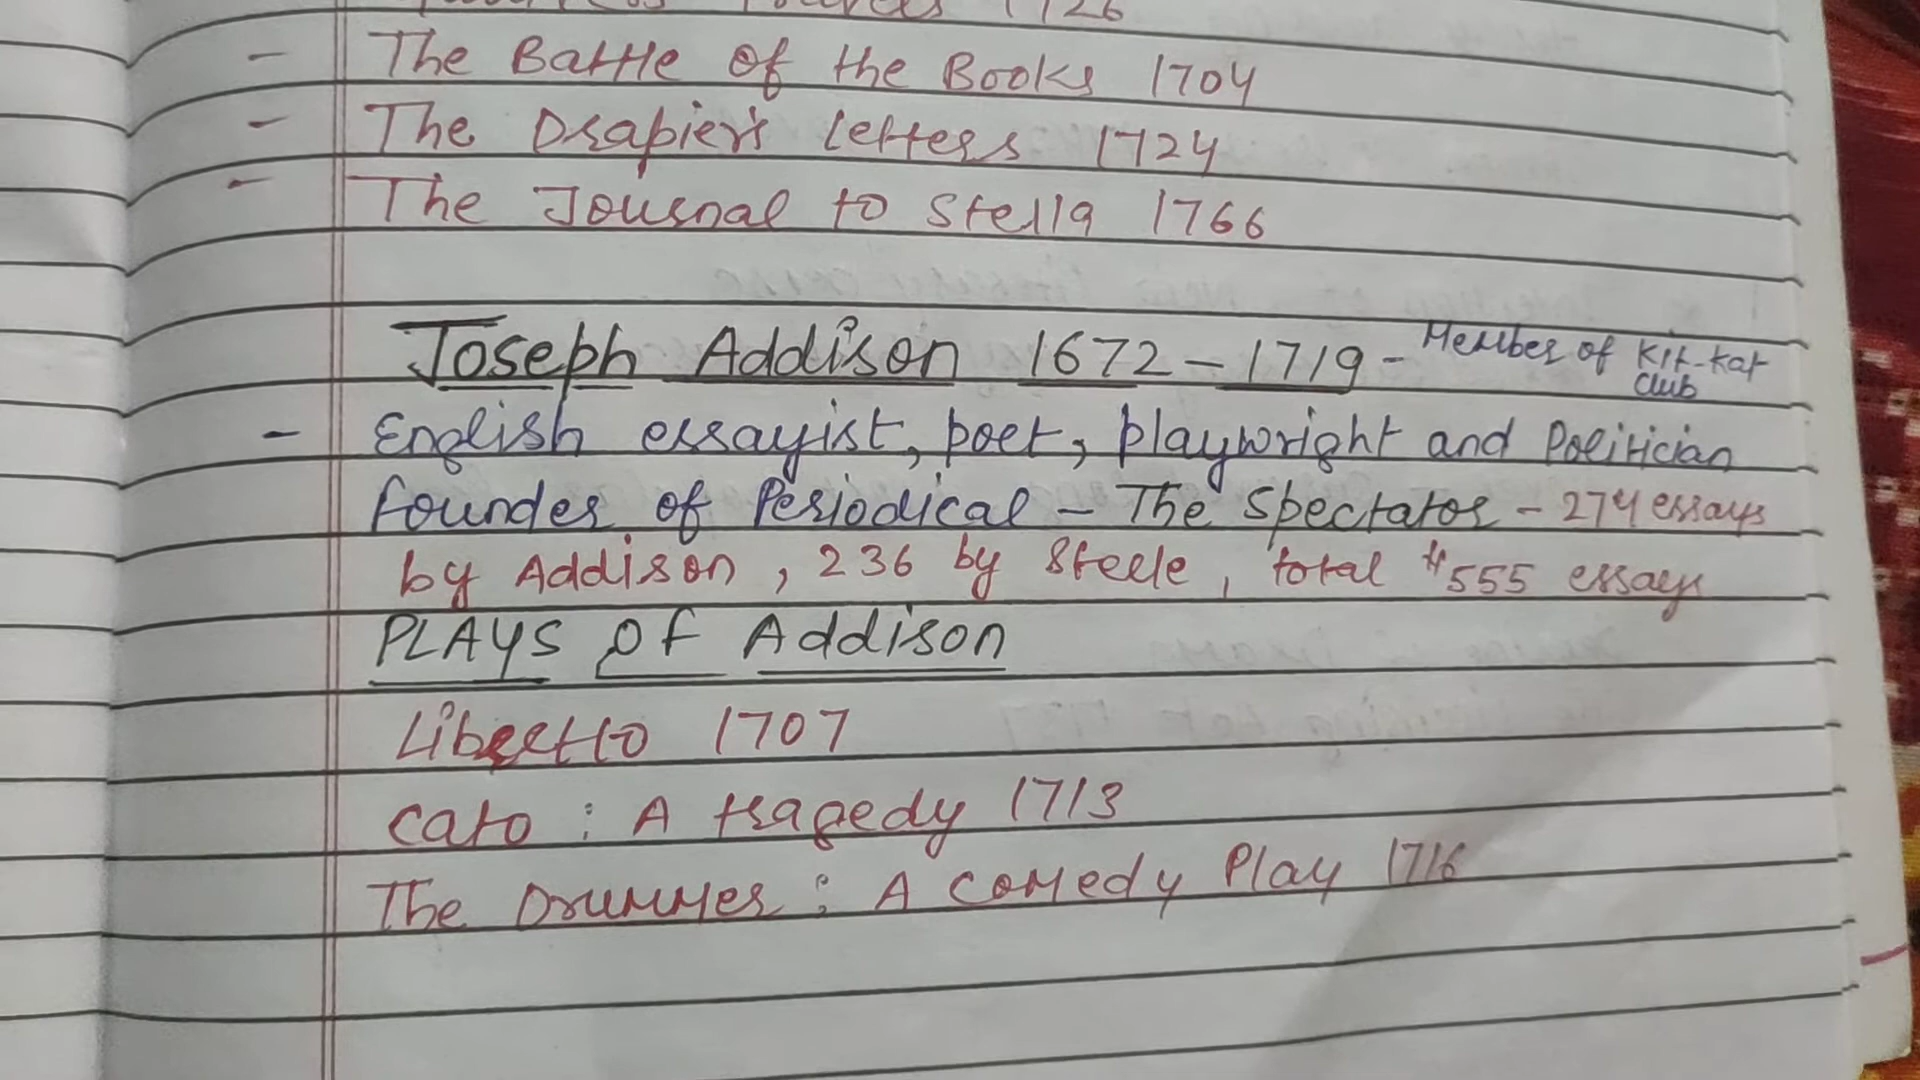 1726
- The Battle of the Books 1704
- The Drapier's Letters 1724
- The Journal to Stella 1766
Joseph Addison 1672-1719 - Member of Kit-Kat Club
- English essayist, poet, playwright and Politician
founder of Periodical - The Spectator - 274 essays
by Addison, 236 by Steele, total 555 essays
PLAYS OF Addison
Libretto 1707
Cato : A tragedy 1713
The Drummer : A Comedy Play 1716